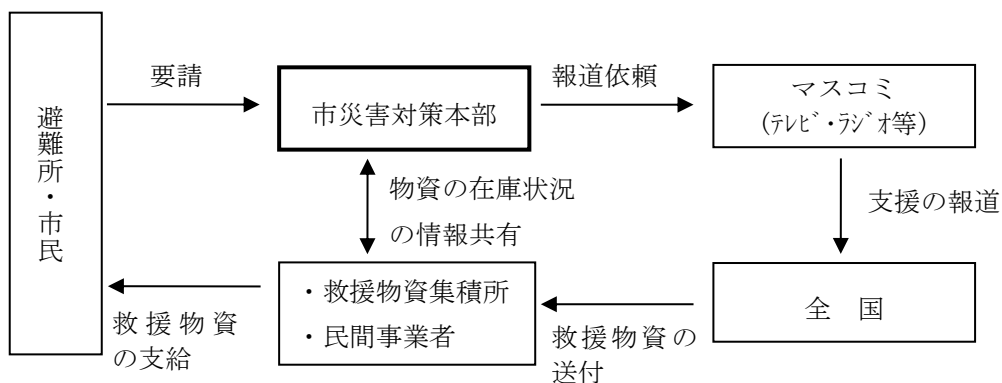 避難所・市民
要請
市災害対策本部
報道依頼
マスコミ
(ﾃﾚﾋﾞ・ﾗｼﾞｵ等)
物資の在庫状況
の情報共有
支援の報道
・救援物資集積所
・民間事業者
全　国
救援物資
の支給
救援物資の
送付